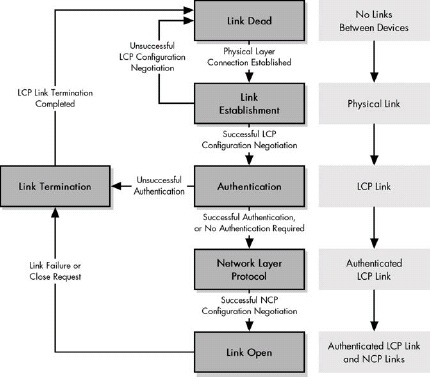 Link Dead
No Links
Between Devices
Unsuccessful
LCP Configuration
Negotiation
Physical Layer
Connection Established
LCP Link Termination
Completed
Link
Establishment
Physical Link
Successful LCP
Configuration Negotiation
Link Termination
Unsuccessful
Authentication
Authentication
LCP Link
Successful Authentication,
or No Authentication Required
Link Failure or
Close Request
Network Layer
Protocol
Authenticated
LCP Link
Successful NCP
Configuration Negotiation
Link Open
Authenticated LCP Link
and NCP Links